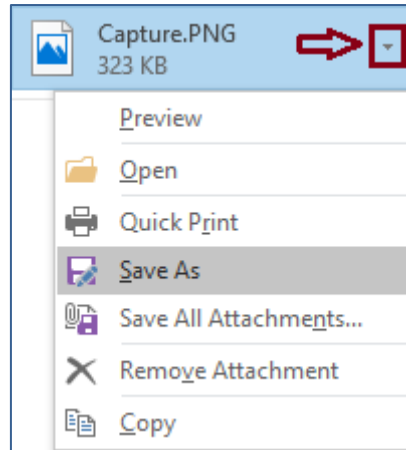 Capture.PNG
323 KB
Preview
Open
Quick Print
Save As
Save All Attachments...
Remove Attachment
Copy